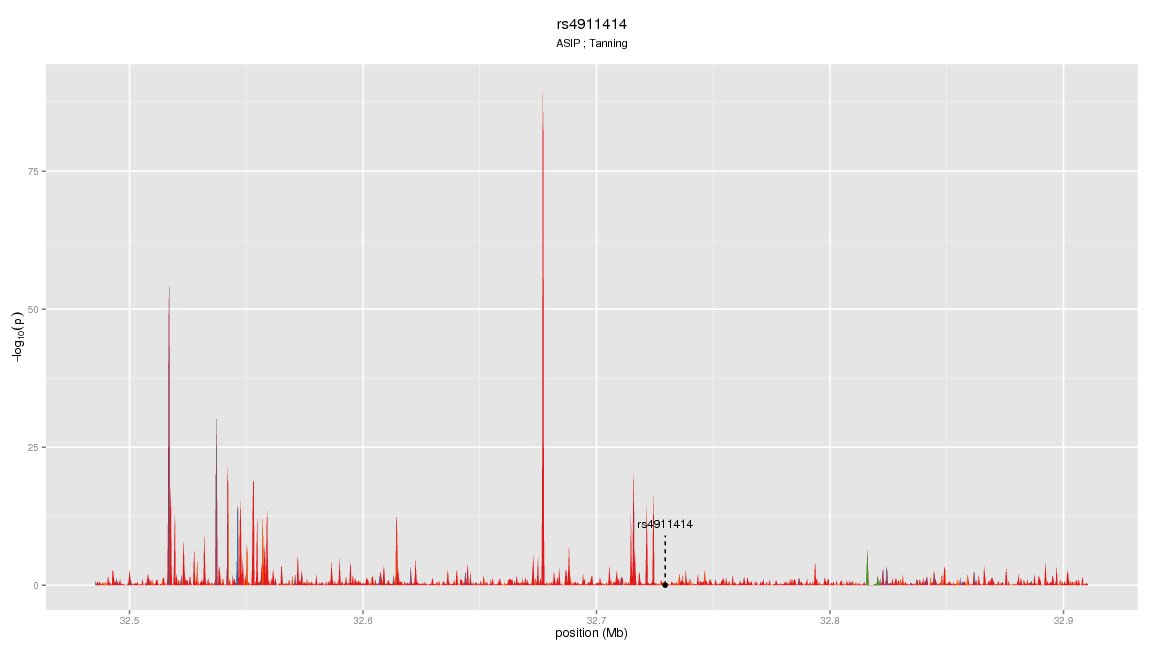 rs4911414
ASIP ; Tanning
−log10(p)
75
50
25
0
rs4911414
32.5
32.6
32.7
32.8
32.9
position (Mb)